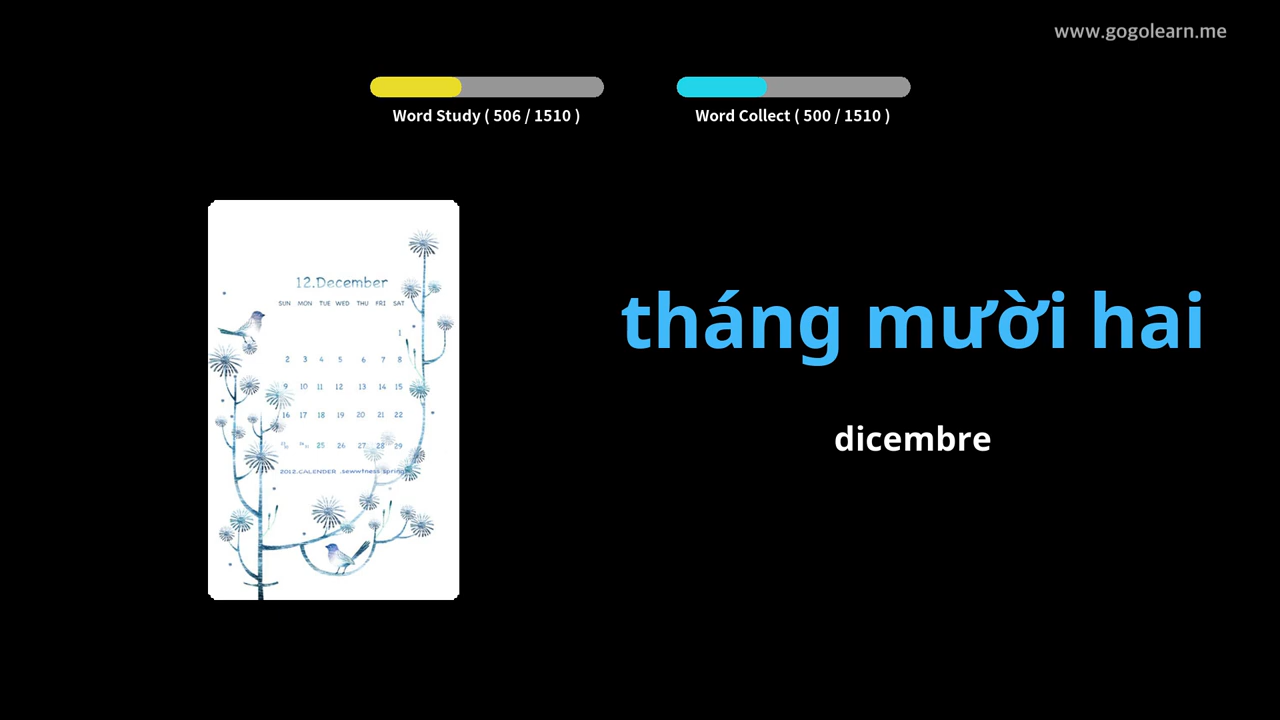 www.gogolearn.me
Word Study ( 506 / 1510 )
Word Collect ( 500 / 1510 )
12.December
SUN MON TUE WED THU FRI SAT
1
2 3 4 5 6 7 8
9 10 11 12 13 14 15
16 17 18 19 20 21 22
25 26 27 28 29
2012.CALENDER
tháng mười hai
dicembre